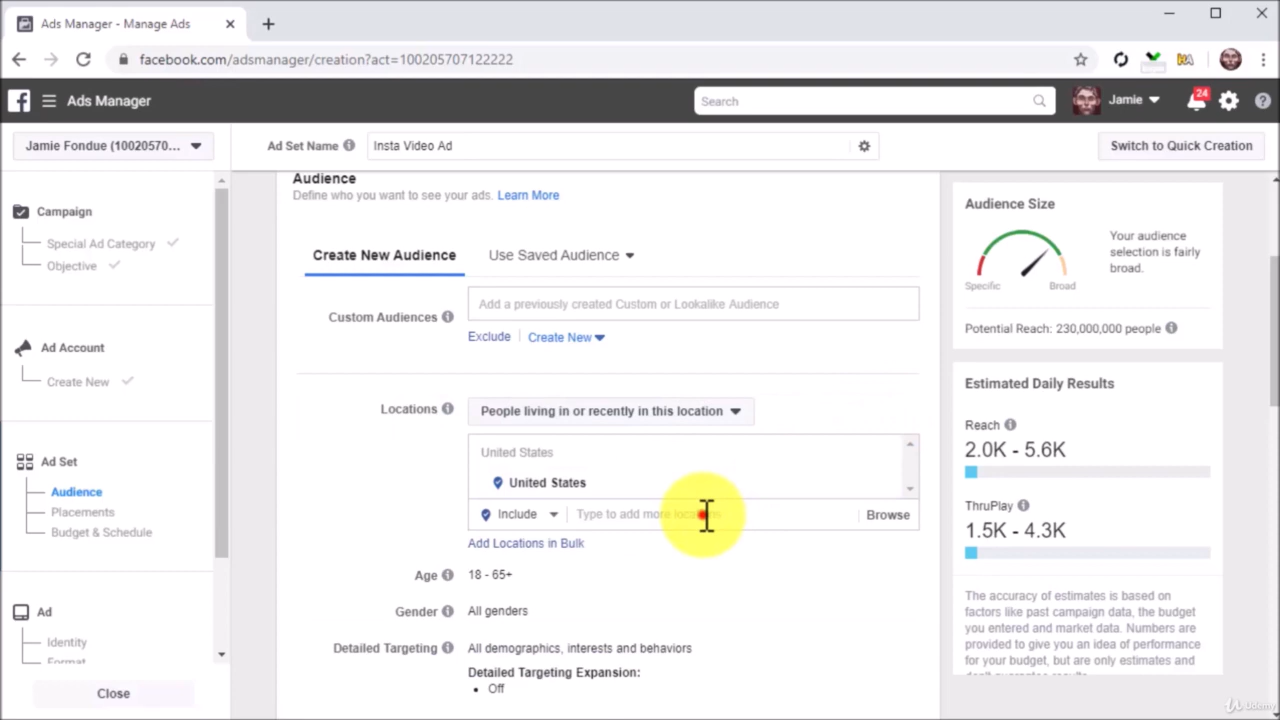 Ads Manager - Manage Ads
facebook.com/adsmanager/creation?act=100205707122222
Ads Manager
Search
Jamie
24
Jamie Fondue (10020570...
Ad Set Name
Insta Video Ad
Switch to Quick Creation
Campaign
Special Ad Category
Objective
Ad Account
Create New
Ad Set
Audience
Placements
Budget & Schedule
Ad
Identity
Format
Close
Audience
Define who you want to see your ads. Learn More
Create New Audience
Use Saved Audience
Custom Audiences
Add a previously created Custom or Lookalike Audience
Exclude
Create New
Locations
People living in or recently in this location
United States
United States
Include
Type to add more locations
Browse
Add Locations in Bulk
Age
18 - 65+
Gender
All genders
Detailed Targeting
All demographics, interests and behaviors
Detailed Targeting Expansion:
Off
Audience Size
Your audience
selection is fairly
broad.
Specific
Broad
Potential Reach: 230,000,000 people
Estimated Daily Results
Reach
2.0K - 5.6K
ThruPlay
1.5K - 4.3K
The accuracy of estimates is based on
factors like past campaign data, the budget
you entered and market data. Numbers are
provided to give you an idea of performance
for your budget, but are only estimates and
don't guarantee results.
Udemy